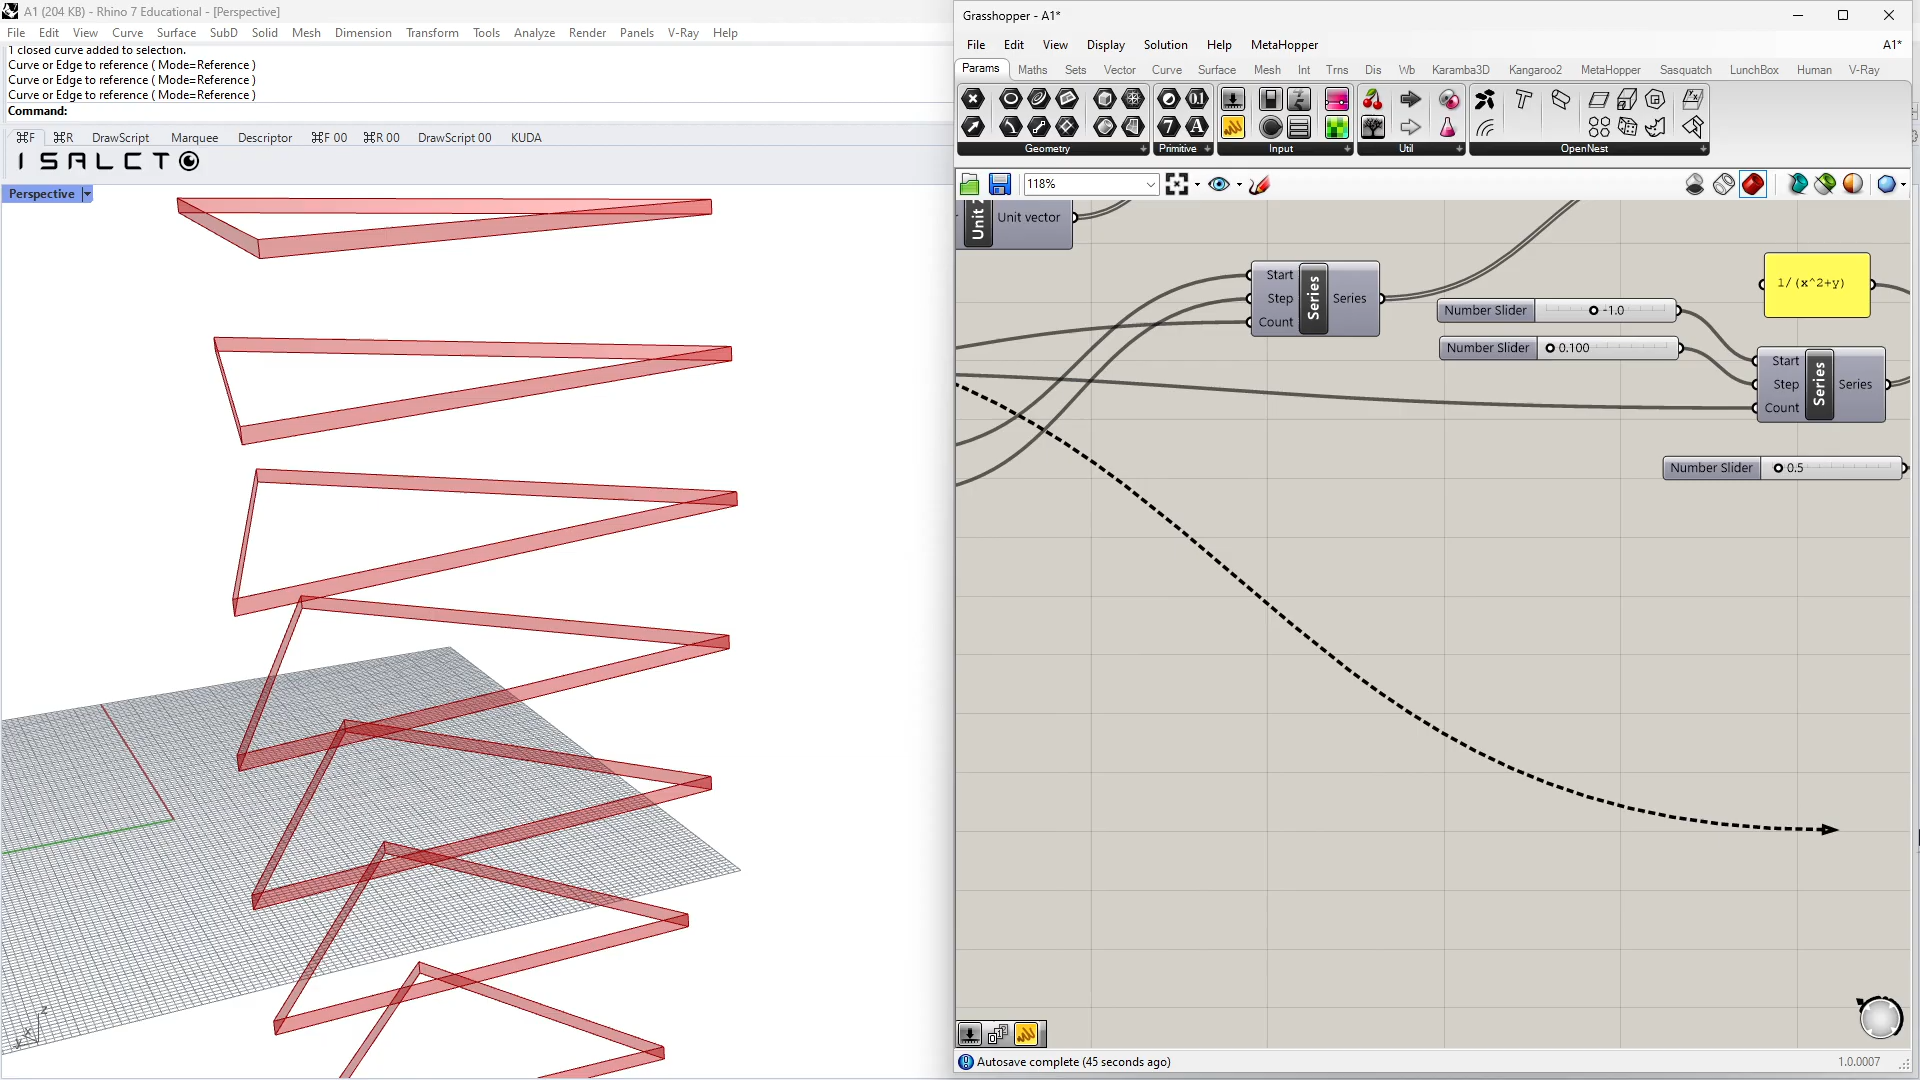 A1 (204 KB) - Rhino 7 Educational - [Perspective]
File Edit View Curve Surface SubD Solid Mesh Dimension Transform Tools Analyze Render Panels V-Ray Help
1 closed curve added to selection.
Curve or Edge to reference ( Mode=Reference )
Curve or Edge to reference ( Mode=Reference )
Curve or Edge to reference ( Mode=Reference )
Command:
⌘F ⌘R DrawScript Marquee Descriptor ⌘F 00 ⌘R 00 DrawScript 00 KUDA
I S A L C T
Perspective
z
x
y
Grasshopper - A1*
File Edit View Display Solution Help MetaHopper A1*
Params Maths Sets Vector Curve Surface Mesh Int Trns Dis Wb Karamba3D Kangaroo2 MetaHopper Sasquatch LunchBox Human V-Ray
Geometry Primitive Input Util OpenNest
118%
Unit Z Unit vector
Start
Step
Count
Series
Series
1/(x^2+y)
Number Slider -1.0
Number Slider 0.100
Start
Step
Count
Series
Series
Number Slider 0.5
Autosave complete (45 seconds ago)
1.0.0007